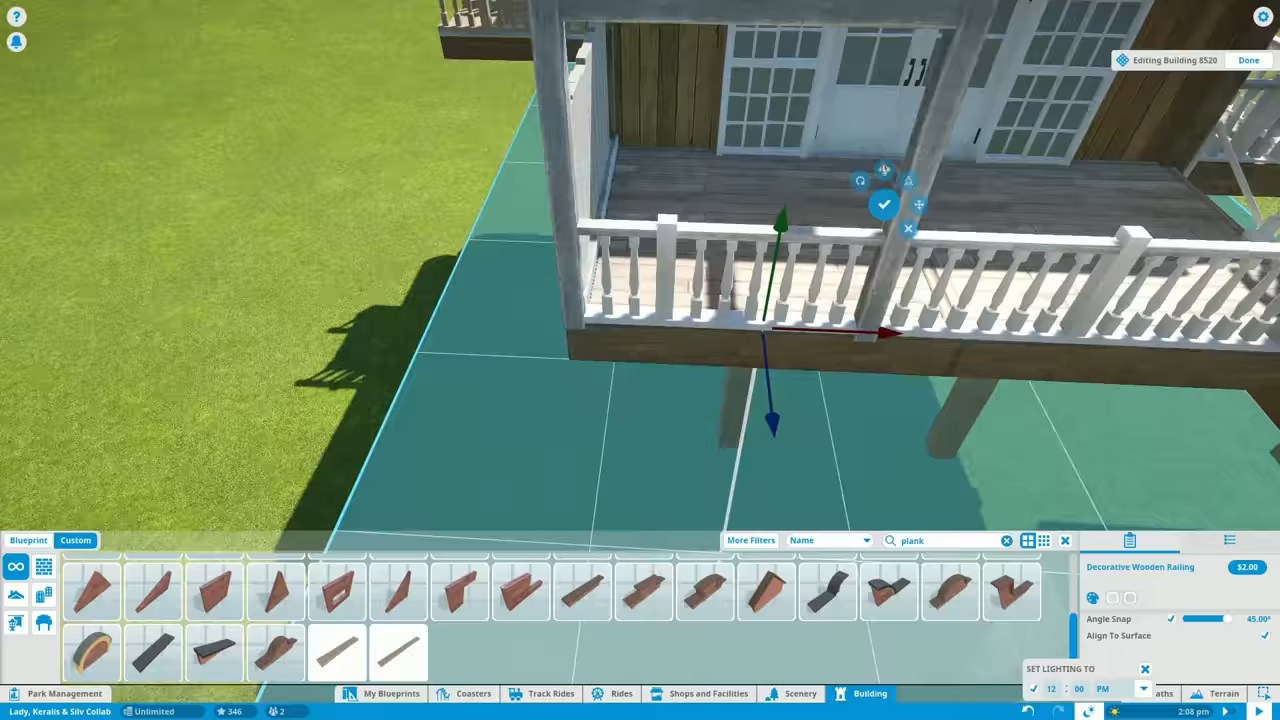 ?
Editing Building 8520 Done
Blueprint Custom More Filters Name plank
Decorative Wooden Railing $2.00
Angle Snap 45.00°
Align To Surface
SET LIGHTING TO
12 : 00 PM
Park Management My Blueprints Coasters Track Rides Rides Shops and Facilities Scenery Building aths Terrain
Lady, Keralis & Silv Collab Unlimited 346 2 2:08 pm